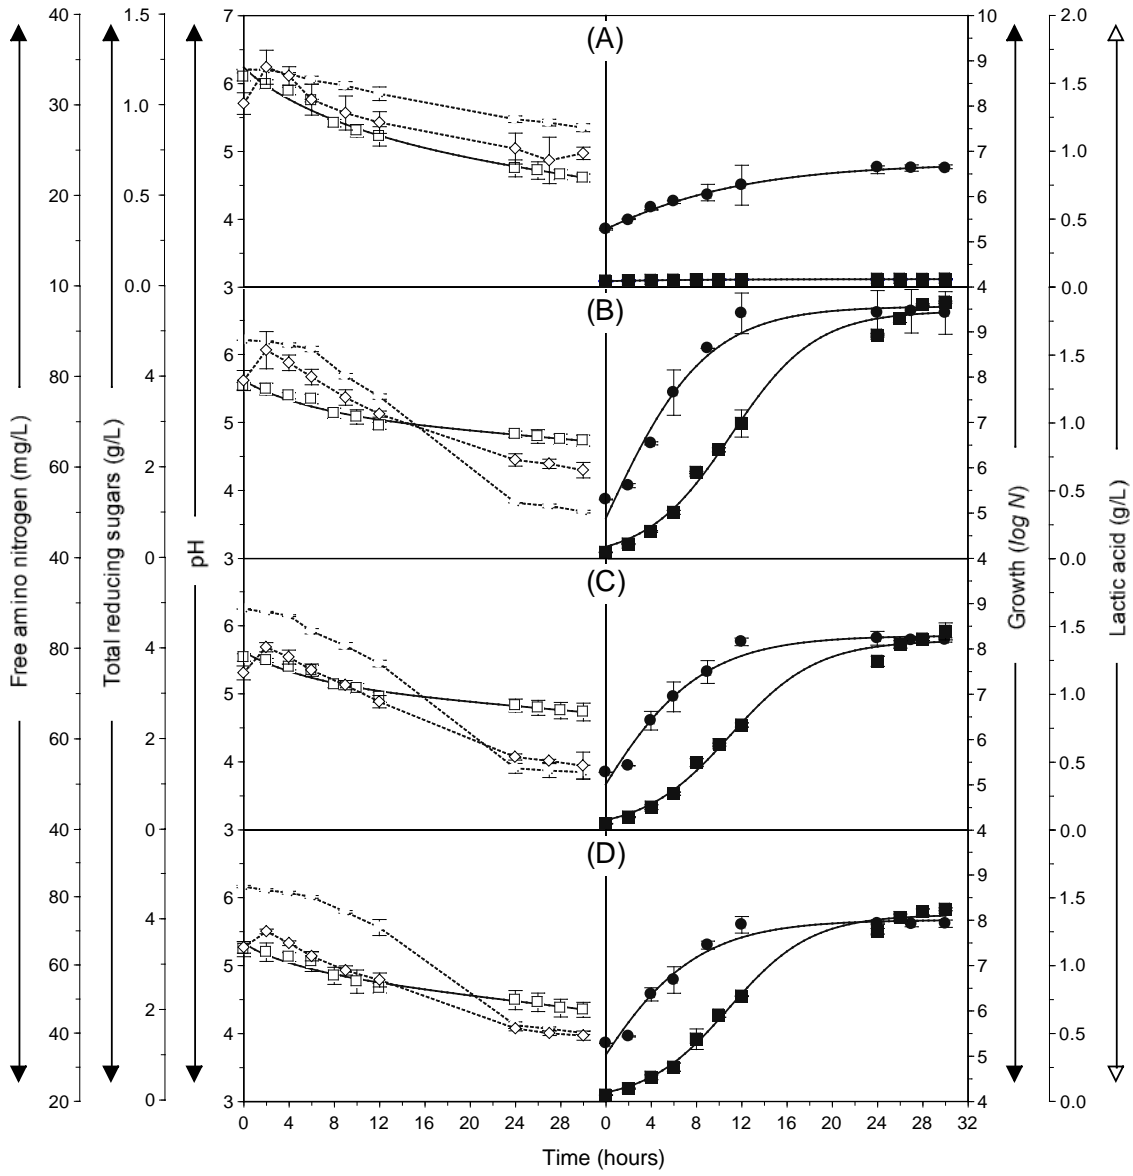 40 1.5 7 (A) 10 2.0
9
6 8 1.5
30 1.0
5 7 1.0
20 0.5 6
4 0.5
5
10 0.0 3 4 0.0
(B)
9
6 1.5
80 4 8
5 7 1.0
60 2 6
4 0.5
5
40 0 3 4 0.0
(C)
9
6 1.5
80 4 8
5 7 1.0
60 2 6
4 0.5
5
40 0 3 4 0.0
(D)
9
80 6 1.5
4 8
60 5 7 1.0
2 6
40 4 0.5
5
20 0 3 4 0.0
0 4 8 12 16 20 24 28 0 4 8 12 16 20 24 28 32
Time (hours)
Free amino nitrogen (mg/L)
Total reducing sugars (g/L)
pH
Growth (log N)
Lactic acid (g/L)